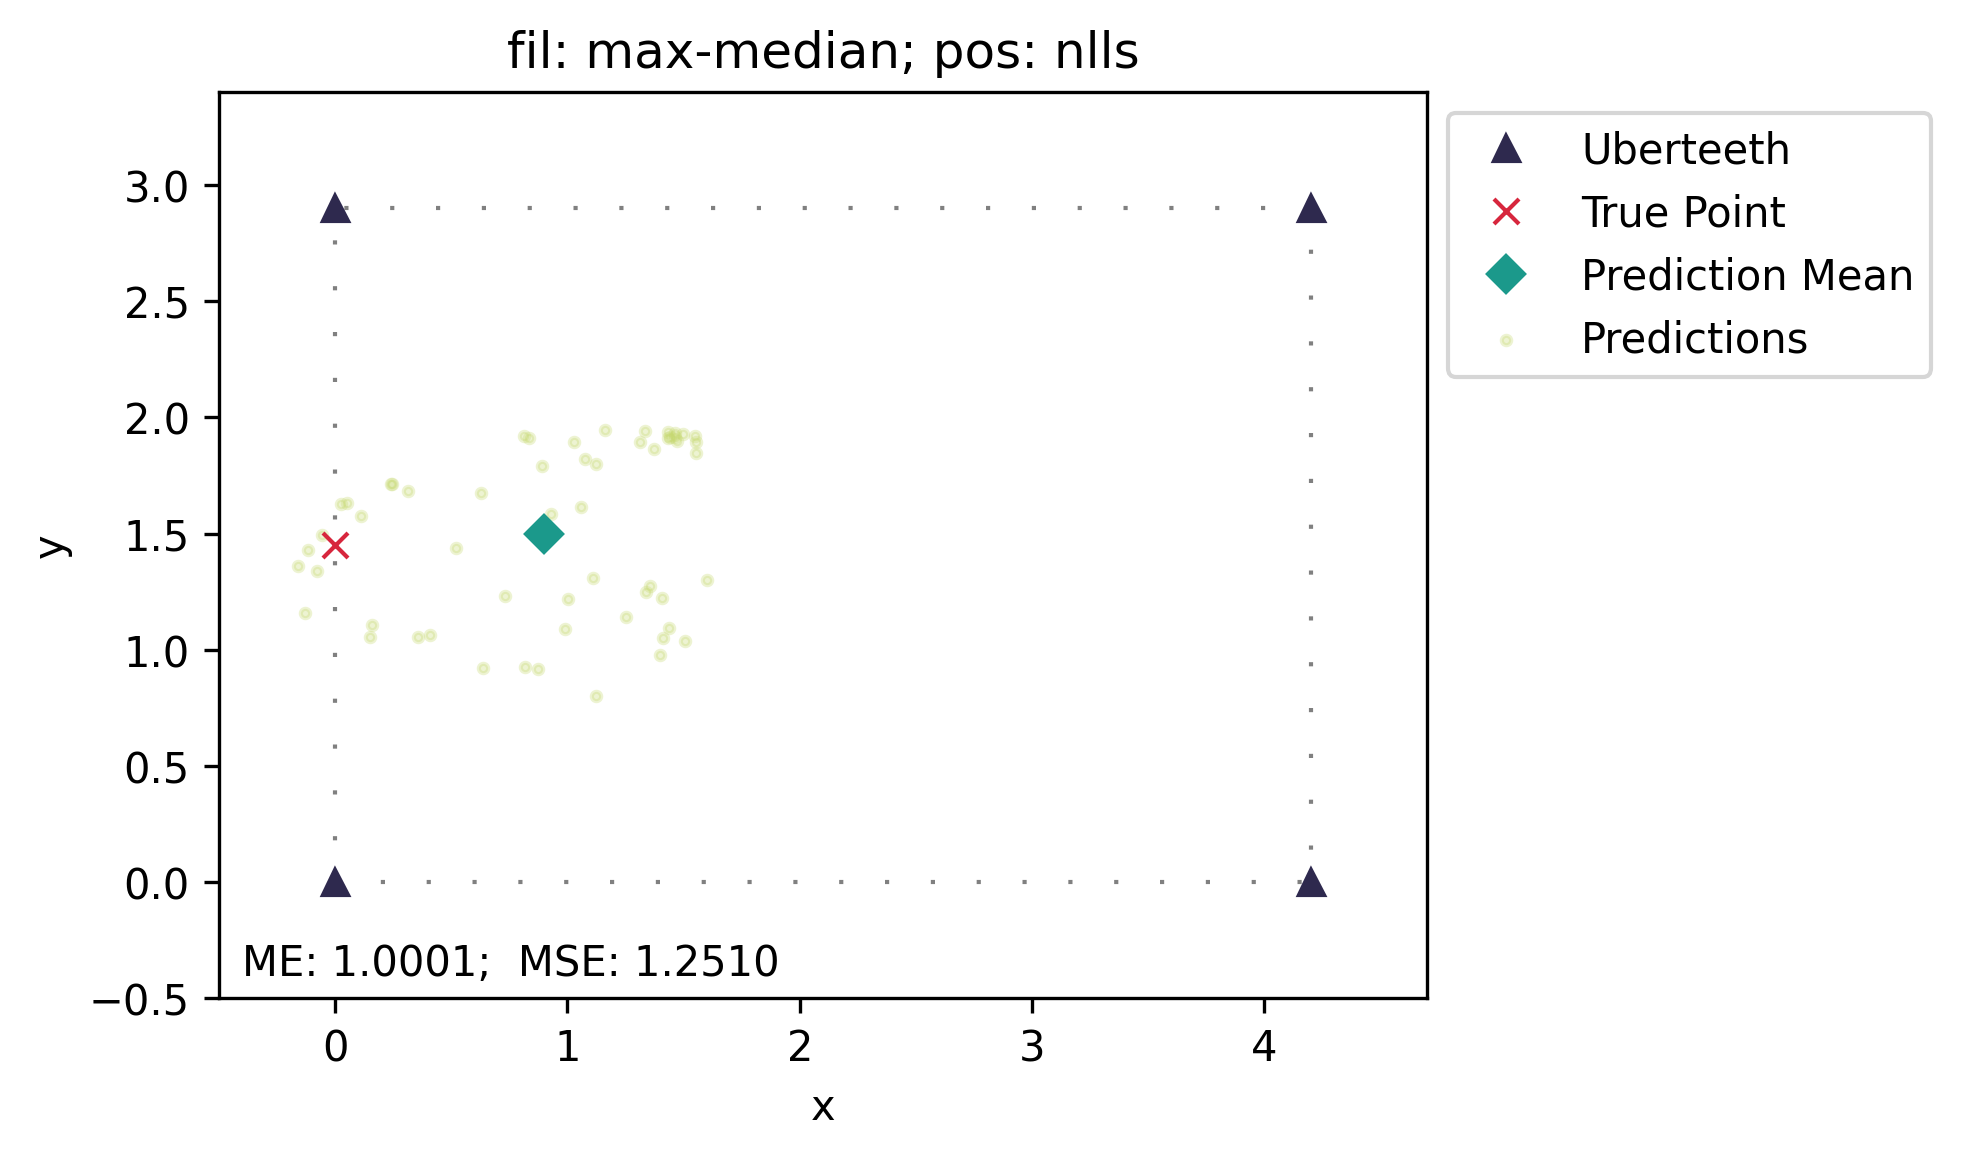 fil: max-median; pos: nlls
3.0
2.5
2.0
1.5
1.0
0.5
0.0
−0.5
y
ME: 1.0001;  MSE: 1.2510
0 1 2 3 4
x
Uberteeth
True Point
Prediction Mean
Predictions